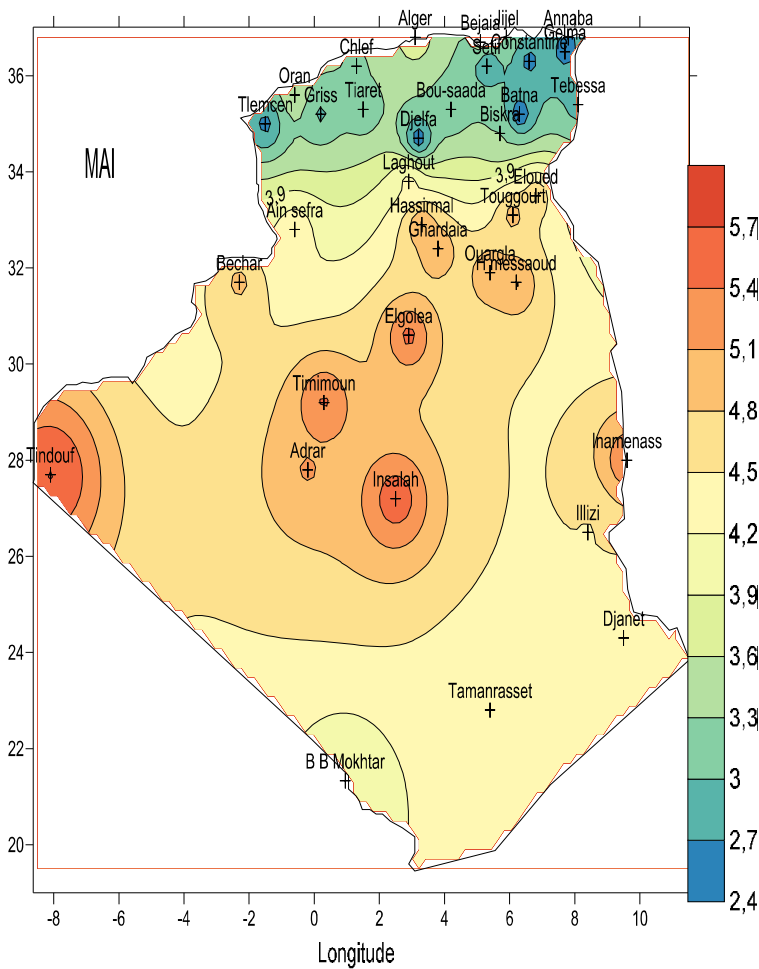 Alger
Bejaia Jijel Annaba
Chlef Setif Constantine Gelma
36
Oran Griss Tiaret Bou-saada Batna Tebessa
Tlemcen Djelfa Biskra
MAI
34
Laghout
3,9
3,9
Eloued
Ain sefra Hassirmal Touggourt
Ghardaia
32
Bechar Ouargla
H messaoud
5,7
5,4
Elgolea
30
5,1
Timimoun
4,8
28
Tindouf Adrar Insalah Inamenass
4,5
Illizi
4,2
26
3,9
24
Djanet
3,6
Tamanrasset
3,3
22
B B Mokhtar
3
20
2,7
2,4
-8 -6 -4 -2 0 2 4 6 8 10
Longitude